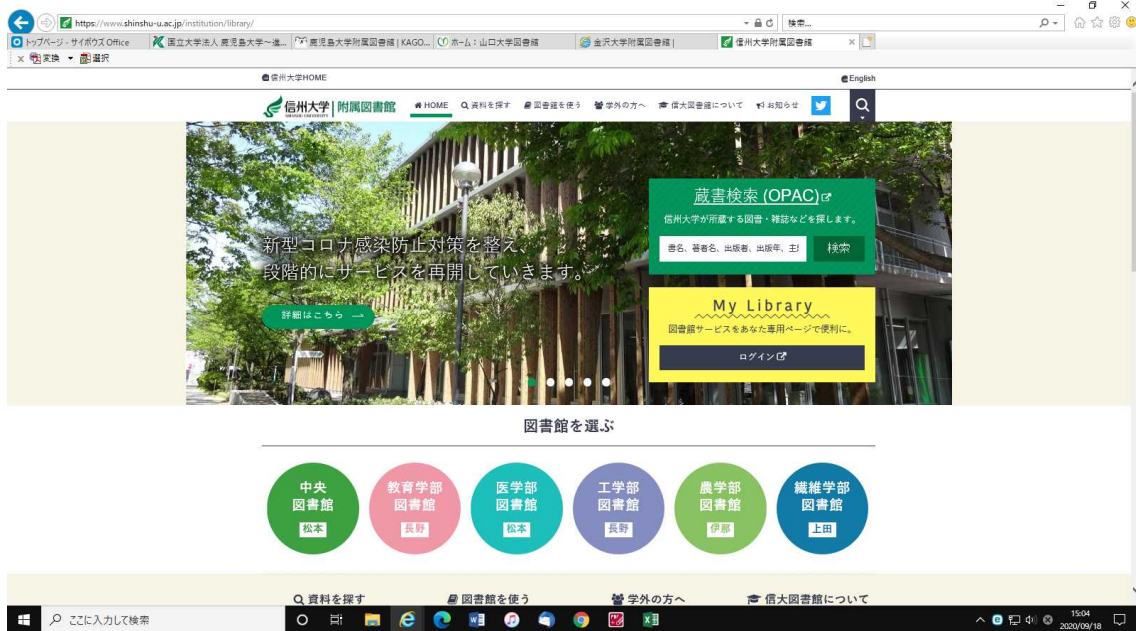 https://www.shinshu-u.ac.jp/institution/library/
検索...
トップページ - サイボウズ Office
国立大学法人 鹿児島大学~進...
鹿児島大学附属図書館 | KAGO...
ホーム：山口大学図書館
金沢大学附属図書館 |
信州大学附属図書館
変換
選択
信州大学HOME
English
信州大学 | 附属図書館
SHINSHU UNIVERSITY
HOME
資料を探す
図書館を使う
学外の方へ
信大図書館について
お知らせ
蔵書検索 (OPAC)
信州大学が所蔵する図書・雑誌などを探します。
書名、著者名、出版者、出版年、主
検索
新型コロナ感染防止対策を整え、
段階的にサービスを再開していきます。
詳細はこちら
My Library
図書館サービスをあなた専用ページで便利に。
ログイン
図書館を選ぶ
中央
図書館
松本
教育学部
図書館
長野
医学部
図書館
松本
工学部
図書館
長野
農学部
図書館
伊那
繊維学部
図書館
上田
資料を探す
図書館を使う
学外の方へ
信大図書館について
ここに入力して検索
15:04
2020/09/18